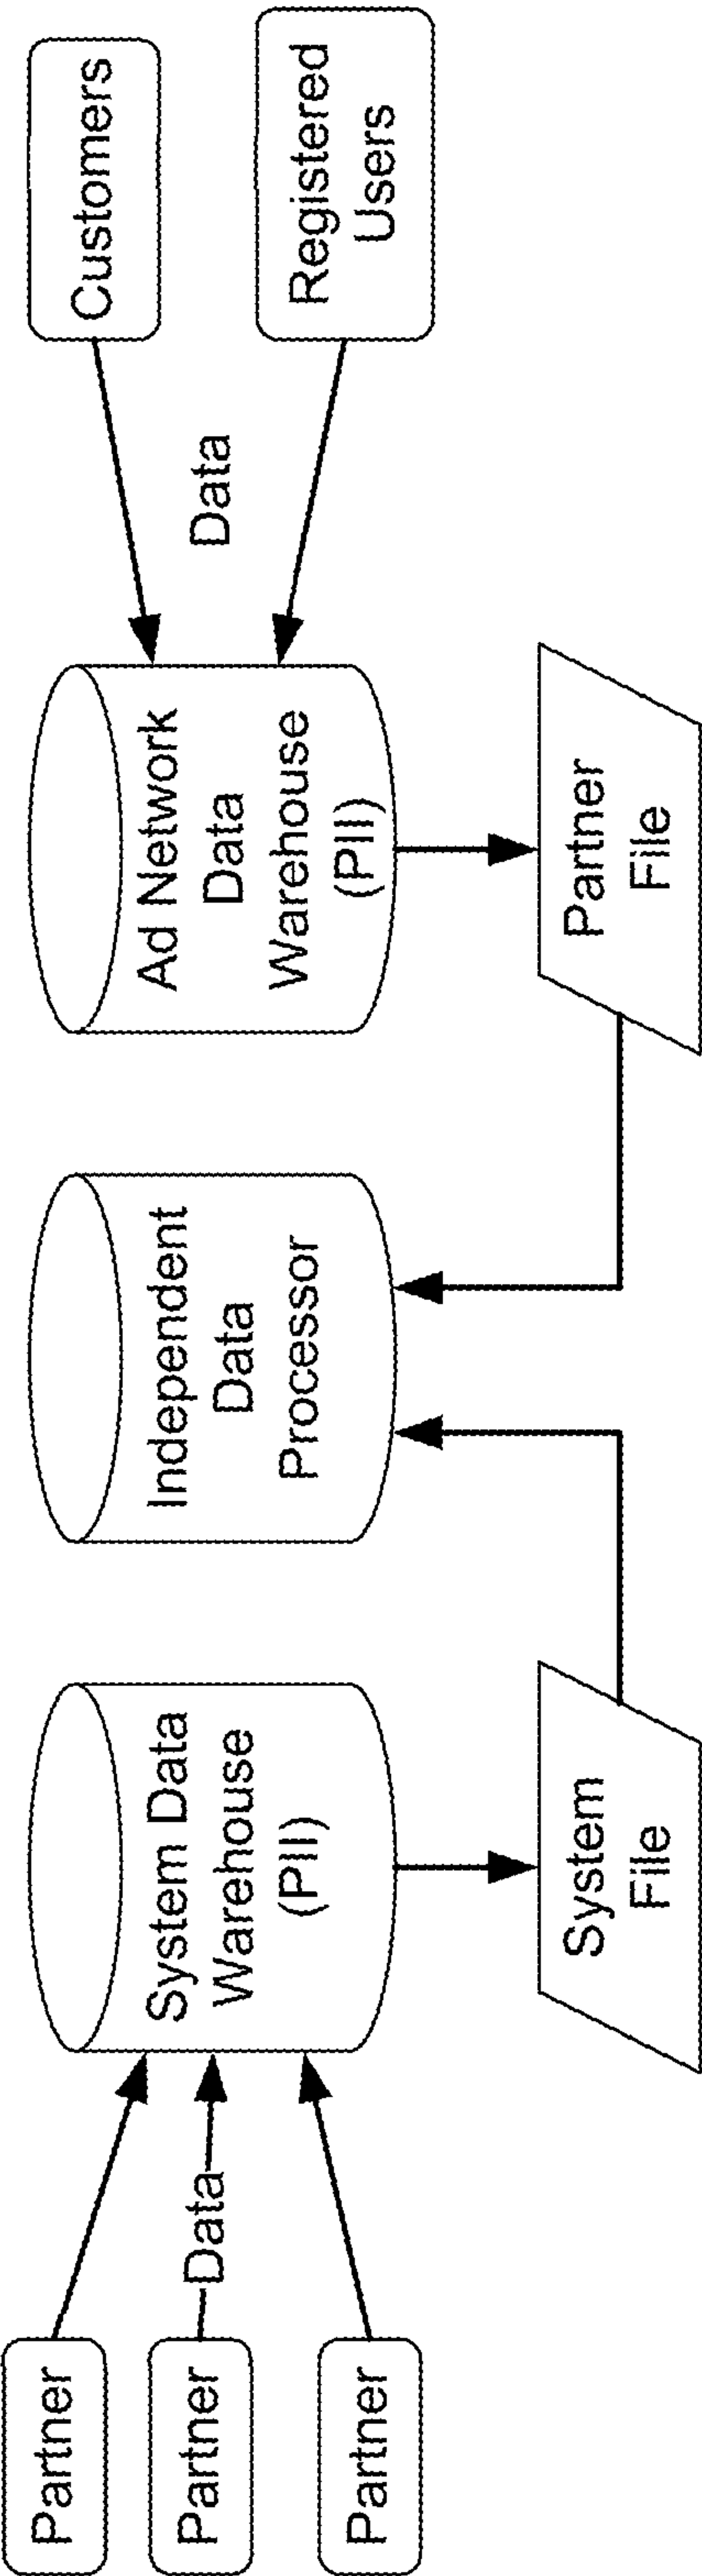 Partner
Partner
Partner
Data
System Data
Warehouse
(PII)
System
File
Independent
Data
Processor
Ad Network
Data
Warehouse
(PII)
Partner
File
Data
Customers
Registered
Users